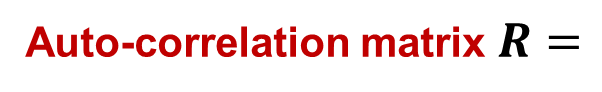 Auto-correlation matrix R =